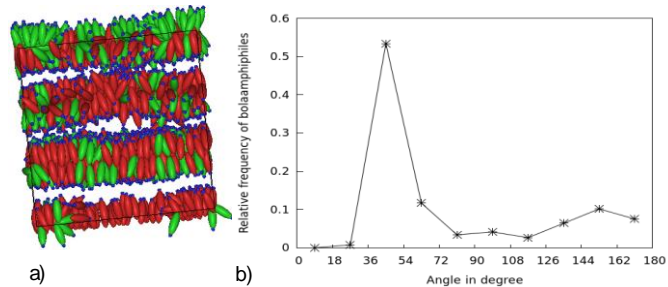 a)
b)
Relative frequency of bolaamphiphiles
0.6
0.5
0.4
0.3
0.2
0.1
0
0 18 36 54 72 90 108 126 144 162 180
Angle in degree